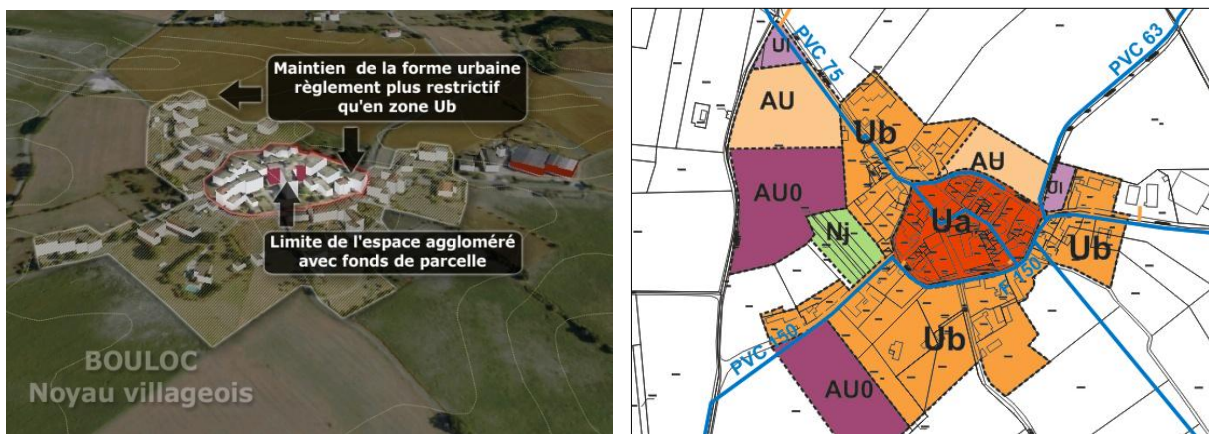 Maintien de la forme urbaine
règlement plus restrictif
qu'en zone Ub
Limite de l'espace aggloméré
avec fonds de parcelle
BOULOC
Noyau villageois
Ul
PVC 75
PVC 63
AU
Ub
AU
AU0
Ul
Ua
Nj
Ub
F 150
Ub
PVC 150
AU0